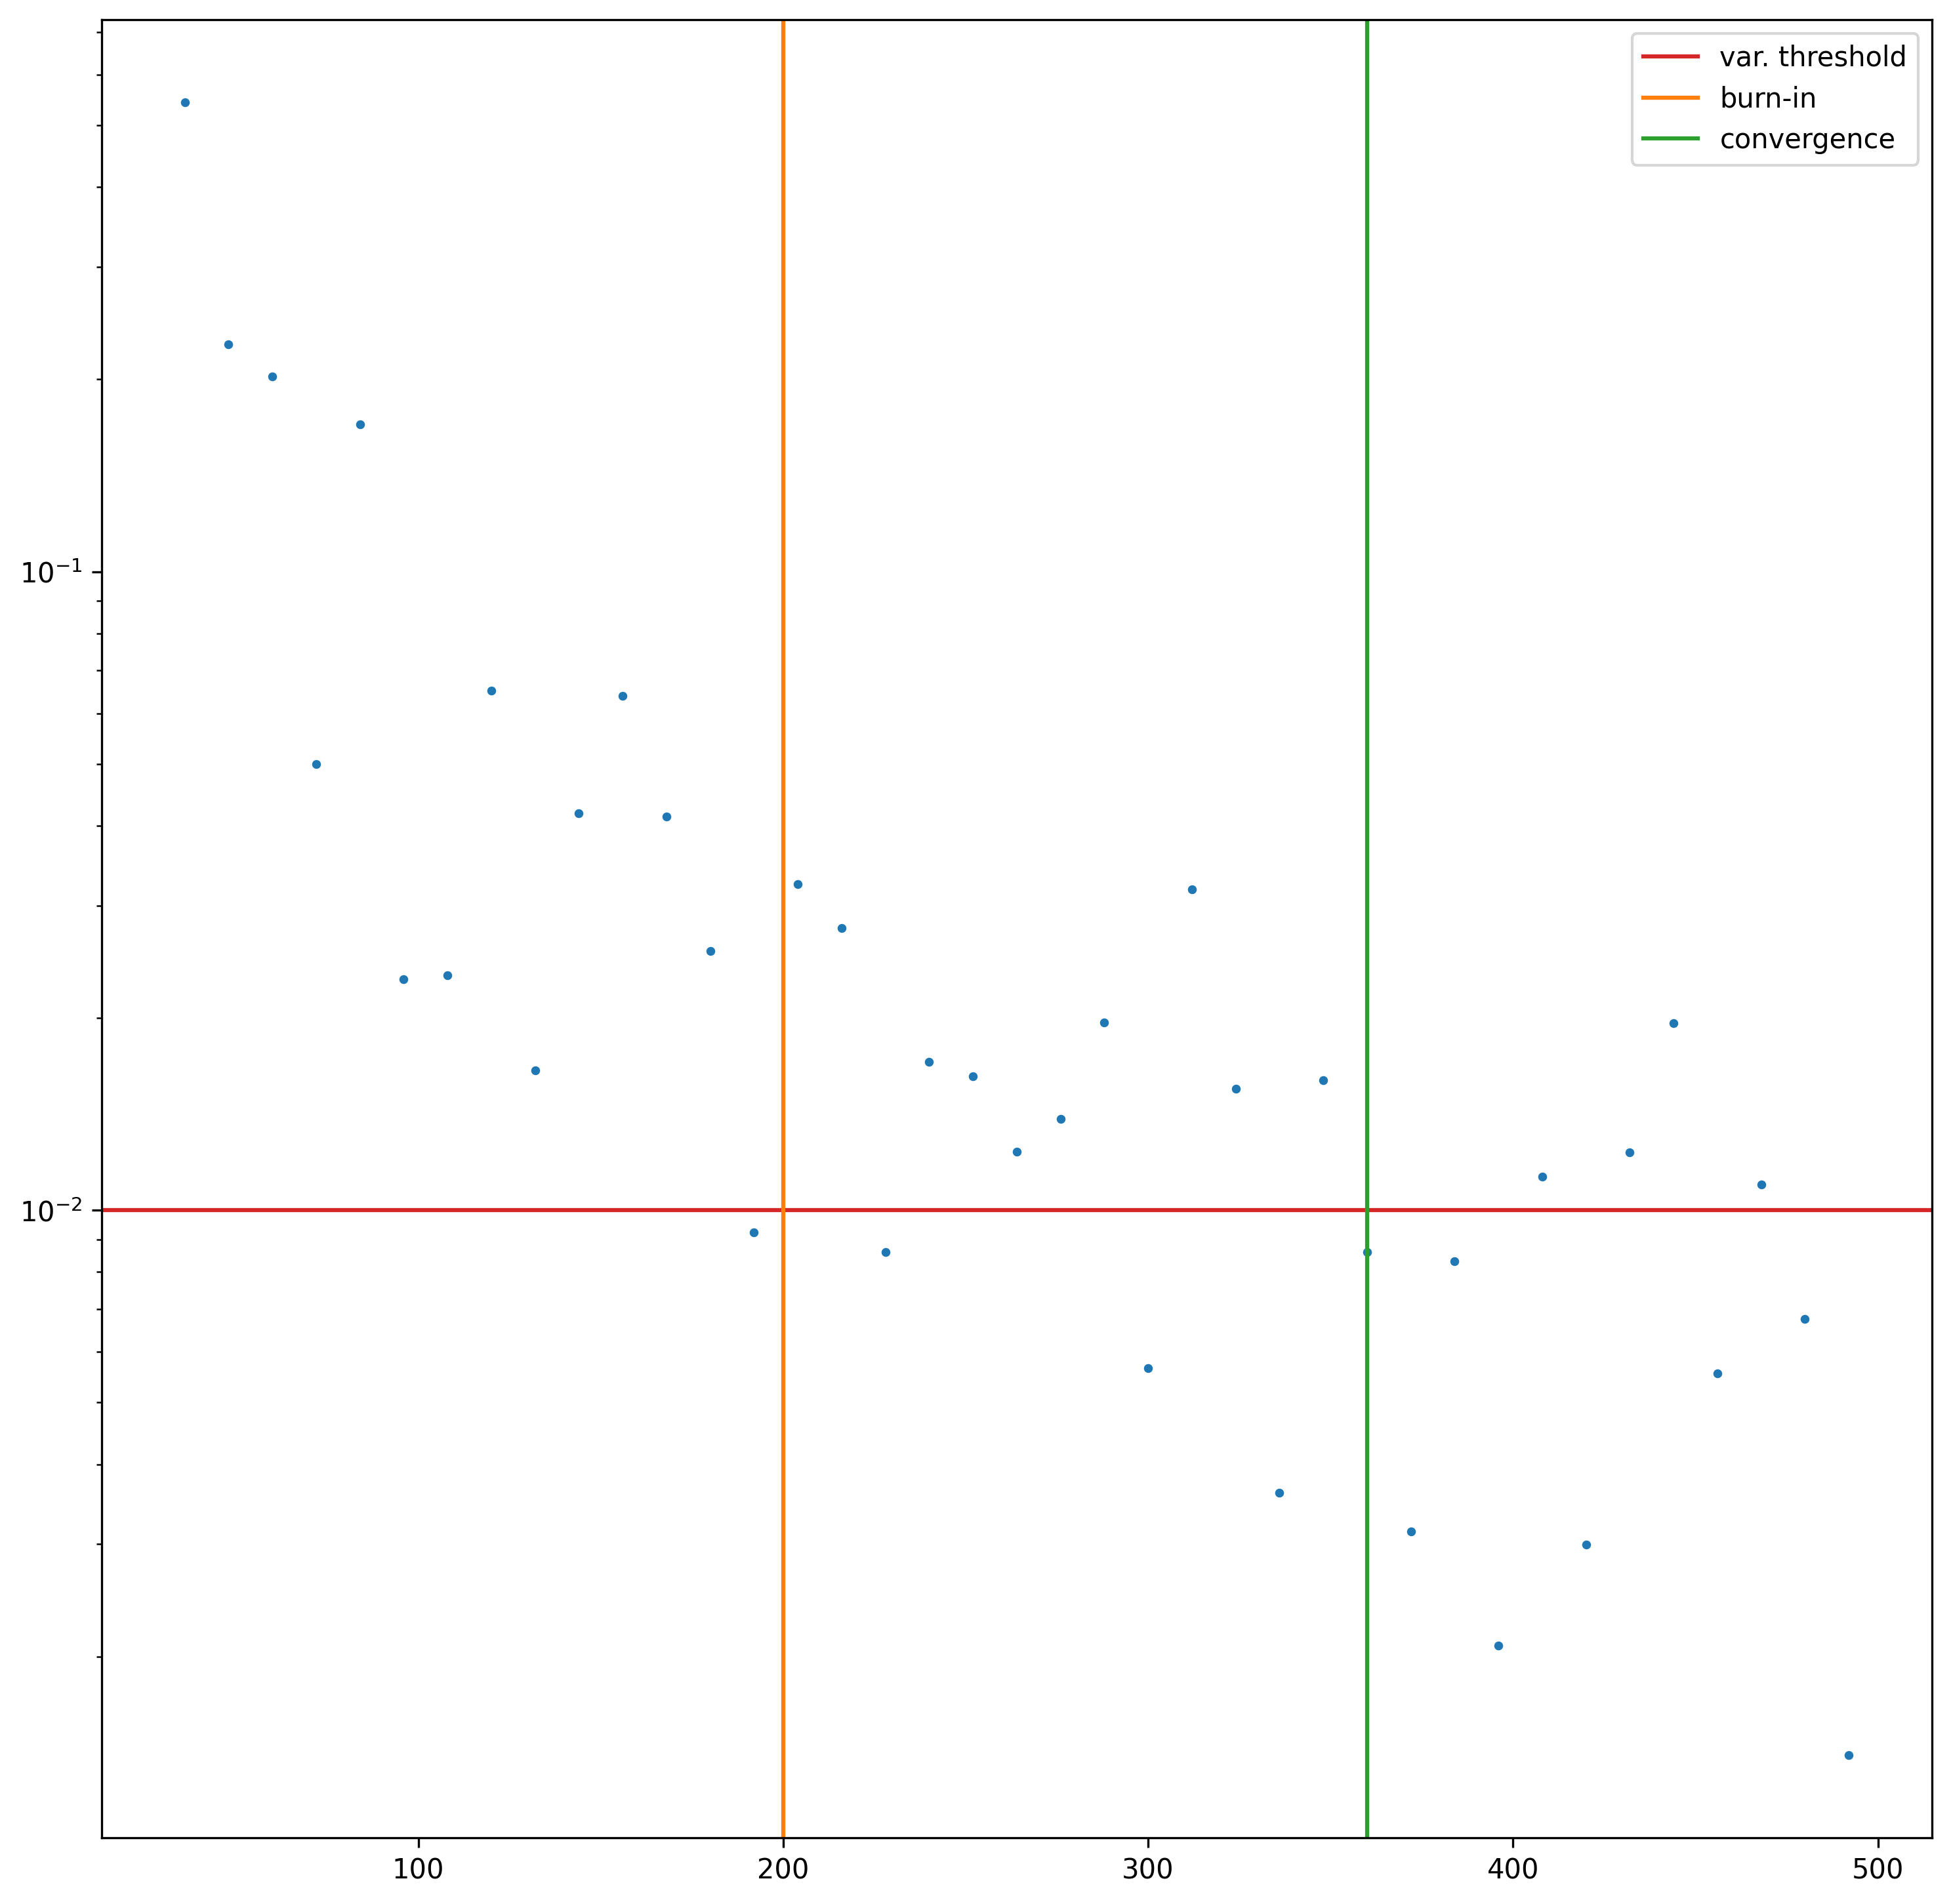 var. threshold
burn-in
convergence
10⁻¹
10⁻²
100 200 300 400 500